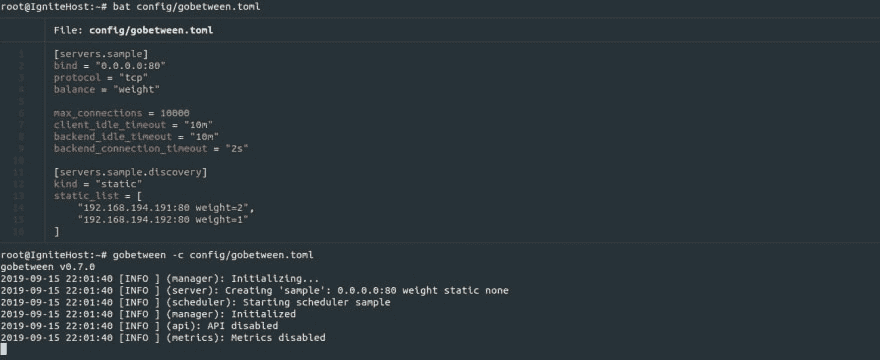 root@IgniteHost:~# bat config/gobetween.toml
File: config/gobetween.toml
1 [servers.sample]
2 bind = "0.0.0.0:80"
3 protocol = "tcp"
4 balance = "weight"
5
6 max_connections = 10000
7 client_idle_timeout = "10m"
8 backend_idle_timeout = "10m"
9 backend_connection_timeout = "2s"
10
11 [servers.sample.discovery]
12 kind = "static"
13 static_list = [
14 "192.168.194.191:80 weight=2",
15 "192.168.194.192:80 weight=1"
16 ]
root@IgniteHost:~# gobetween -c config/gobetween.toml
gobetween v0.7.0
2019-09-15 22:01:40 [INFO ] (manager): Initializing...
2019-09-15 22:01:40 [INFO ] (server): Creating 'sample': 0.0.0.0:80 weight static none
2019-09-15 22:01:40 [INFO ] (scheduler): Starting scheduler sample
2019-09-15 22:01:40 [INFO ] (manager): Initialized
2019-09-15 22:01:40 [INFO ] (api): API disabled
2019-09-15 22:01:40 [INFO ] (metrics): Metrics disabled